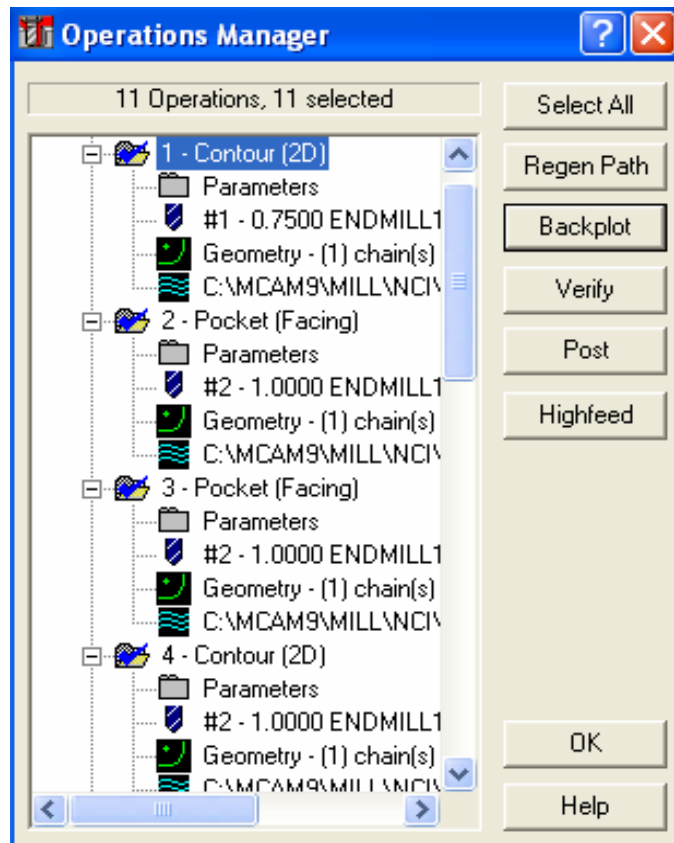 Operations Manager
11 Operations, 11 selected
Select All
Regen Path
Backplot
Verify
Post
Highfeed
OK
Help
1 - Contour (2D)
Parameters
#1 - 0.7500 ENDMILL1
Geometry - (1) chain(s)
C:\MCAM9\MILL\NCI\
2 - Pocket (Facing)
Parameters
#2 - 1.0000 ENDMILL1
Geometry - (1) chain(s)
C:\MCAM9\MILL\NCI\
3 - Pocket (Facing)
Parameters
#2 - 1.0000 ENDMILL1
Geometry - (1) chain(s)
C:\MCAM9\MILL\NCI\
4 - Contour (2D)
Parameters
#2 - 1.0000 ENDMILL1
Geometry - (1) chain(s)
C:\MCAM9\MILL\NCI\